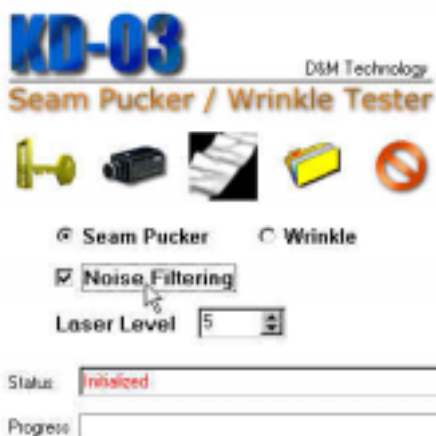 KD-03
D&M Technology
Seam Pucker / Wrinkle Tester
Seam Pucker Wrinkle
Noise Filtering
Laser Level 5
Status Initialized
Progress